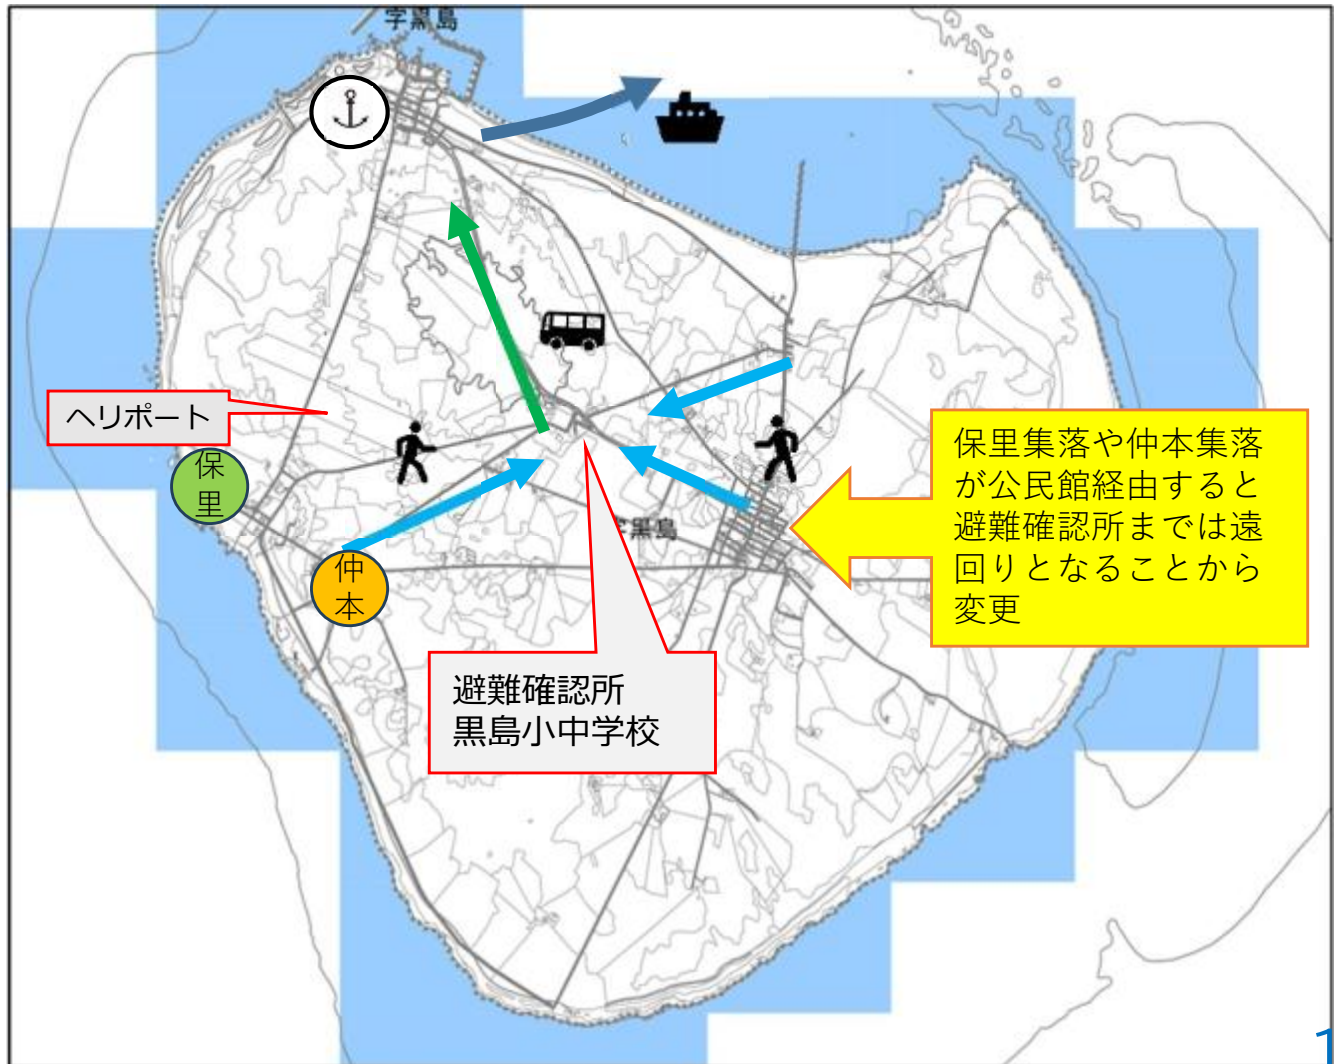 字黒島
ヘリポート
保
里
仲
本
字黒島
保里集落や仲本集落
が公民館経由すると
避難確認所までは遠
回りとなることから
変更
避難確認所
黒島小中学校